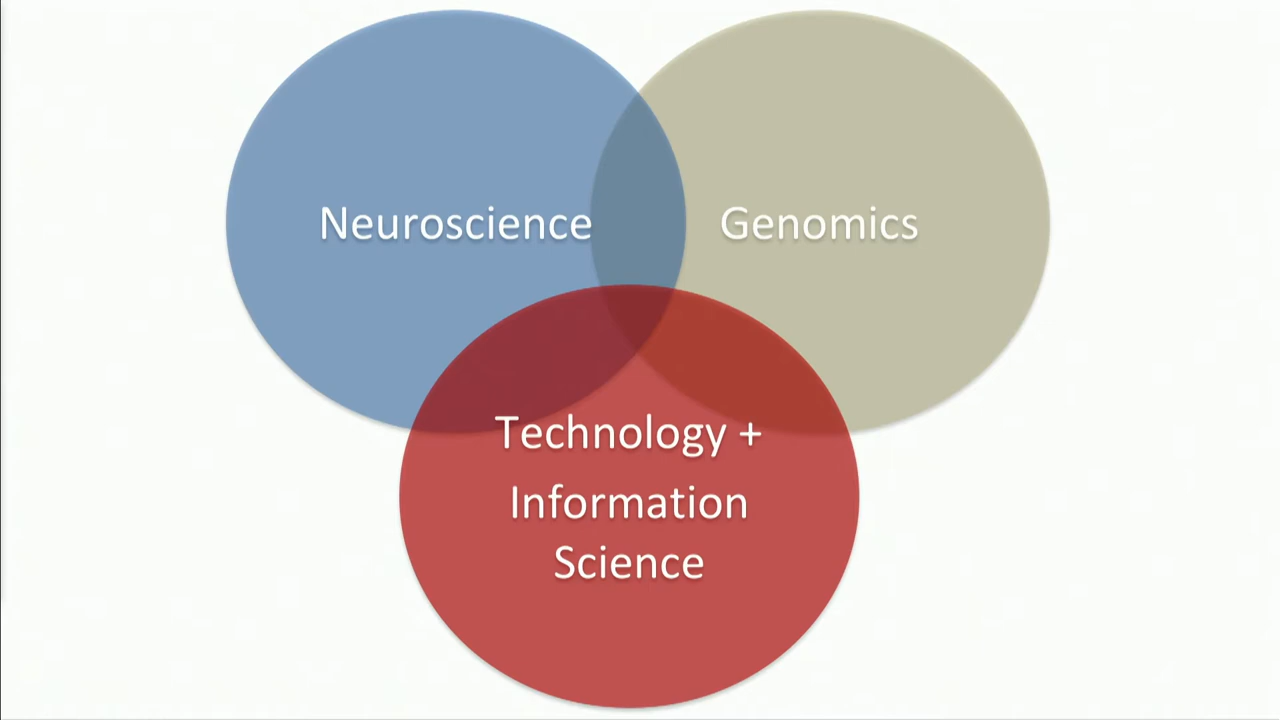 Neuroscience
Genomics
Technology +
Information
Science